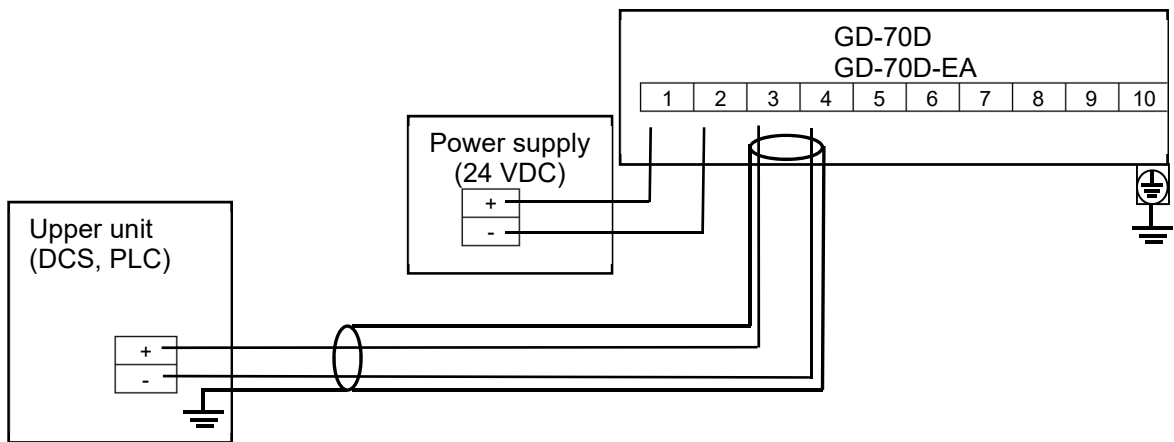 GD-70D
GD-70D-EA
1 2 3 4 5 6 7 8 9 10
Power supply
(24 VDC)
+
-
Upper unit
(DCS, PLC)
+
-